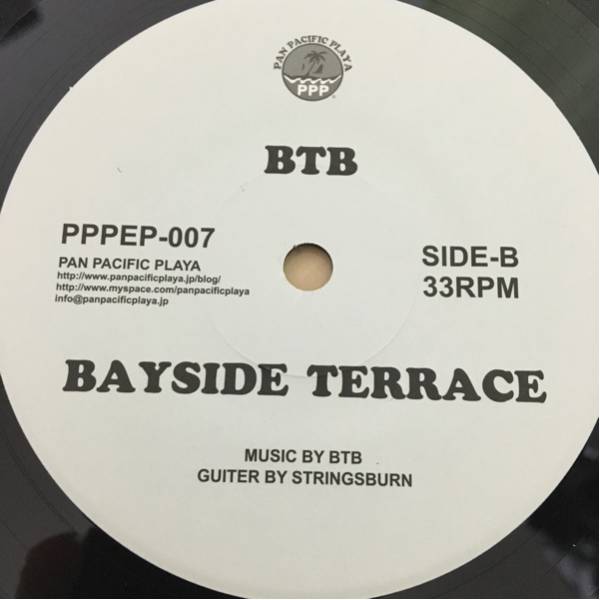 PAN PACIFIC PLAYA
PPP
BTB
PPPEP-007
PAN PACIFIC PLAYA
http://www.panpacificplaya.jp/blog/
http://www.myspace.com/panpacificplaya
info@panpacificplaya.jp
SIDE-B
33RPM
BAYSIDE TERRACE
MUSIC BY BTB
GUITER BY STRINGSBURN